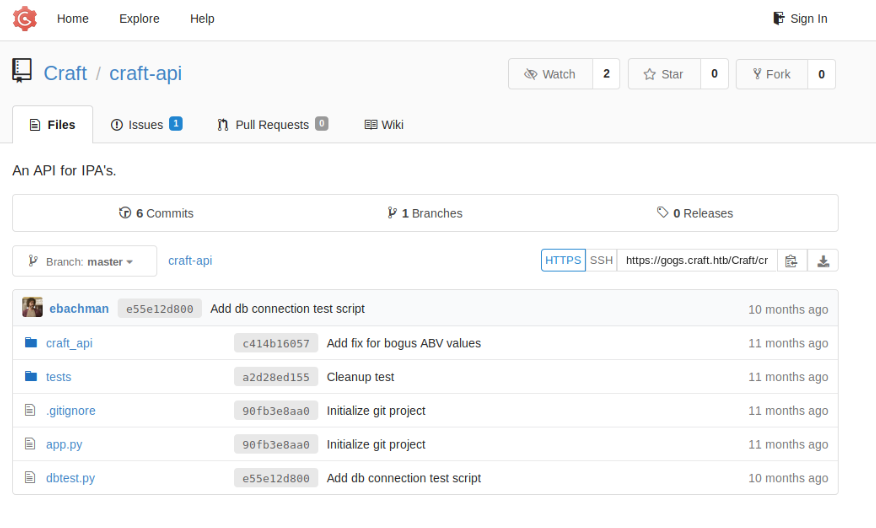 Home Explore Help Sign In
Craft / craft-api Watch 2 Star 0 Fork 0
Files Issues 1 Pull Requests 0 Wiki
An API for IPA's.
6 Commits 1 Branches 0 Releases
Branch: master craft-api HTTPS SSH https://gogs.craft.htb/Craft/cr
ebachman e55e12d800 Add db connection test script 10 months ago
craft_api c414b16057 Add fix for bogus ABV values 11 months ago
tests a2d28ed155 Cleanup test 11 months ago
.gitignore 90fb3e8aa0 Initialize git project 11 months ago
app.py 90fb3e8aa0 Initialize git project 11 months ago
dbtest.py e55e12d800 Add db connection test script 10 months ago